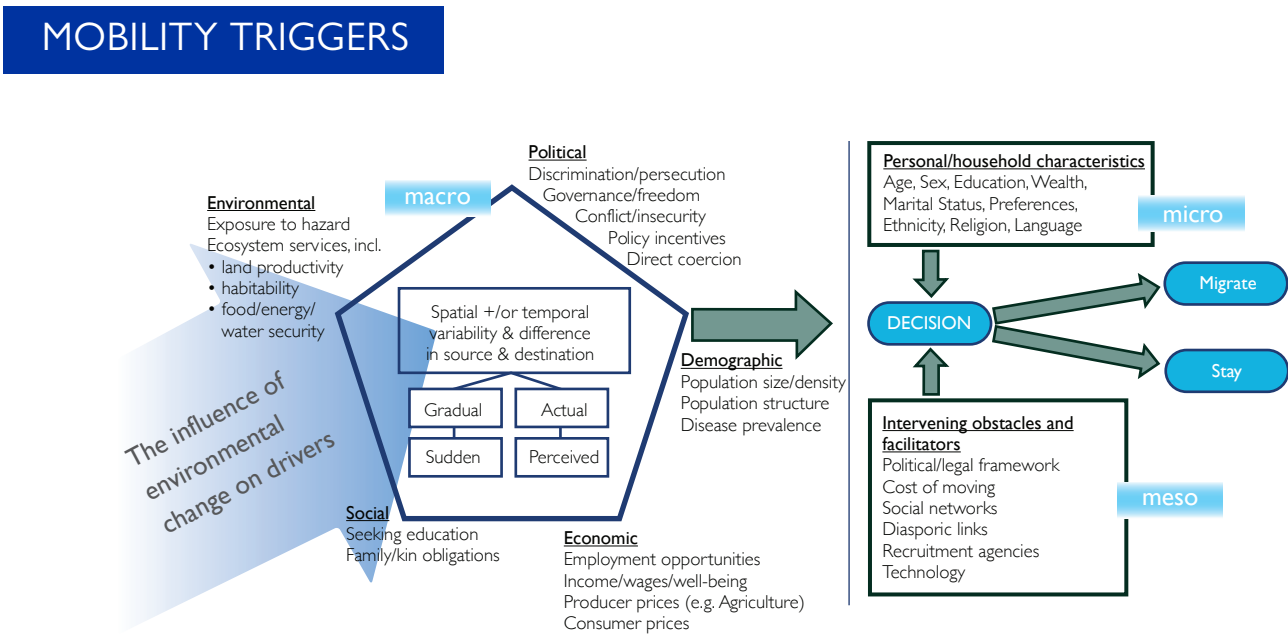 MOBILITY TRIGGERS
macro
Political
Discrimination/persecution
Governance/freedom
Conflict/insecurity
Policy incentives
Direct coercion
Environmental
Exposure to hazard
Ecosystem services, incl.
• land productivity
• habitability
• food/energy/
water security
Spatial +/or temporal
variability & difference
in source & destination
Gradual
Actual
Sudden
Perceived
The influence of
environmental
change on drivers
Demographic
Population size/density
Population structure
Disease prevalence
Social
Seeking education
Family/kin obligations
Economic
Employment opportunities
Income/wages/well-being
Producer prices (e.g. Agriculture)
Consumer prices
Personal/household characteristics
Age, Sex, Education, Wealth,
Marital Status, Preferences,
Ethnicity, Religion, Language
micro
DECISION
Migrate
Stay
Intervening obstacles and
facilitators
Political/legal framework
Cost of moving
Social networks
Diasporic links
Recruitment agencies
Technology
meso